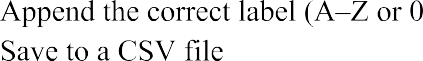 Append the correct label (A–Z or 0
Save to a CSV file